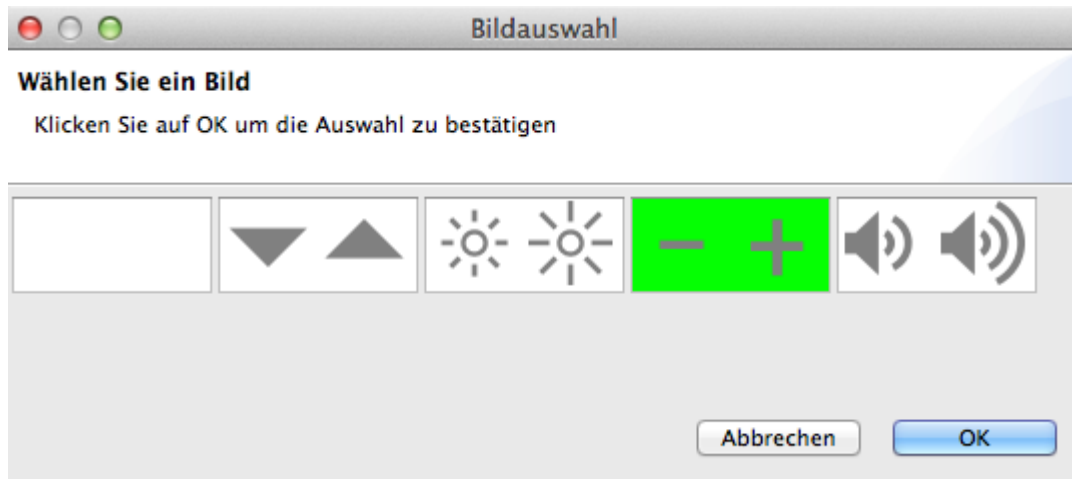 Bildauswahl
Wählen Sie ein Bild
Klicken Sie auf OK um die Auswahl zu bestätigen
Abbrechen OK